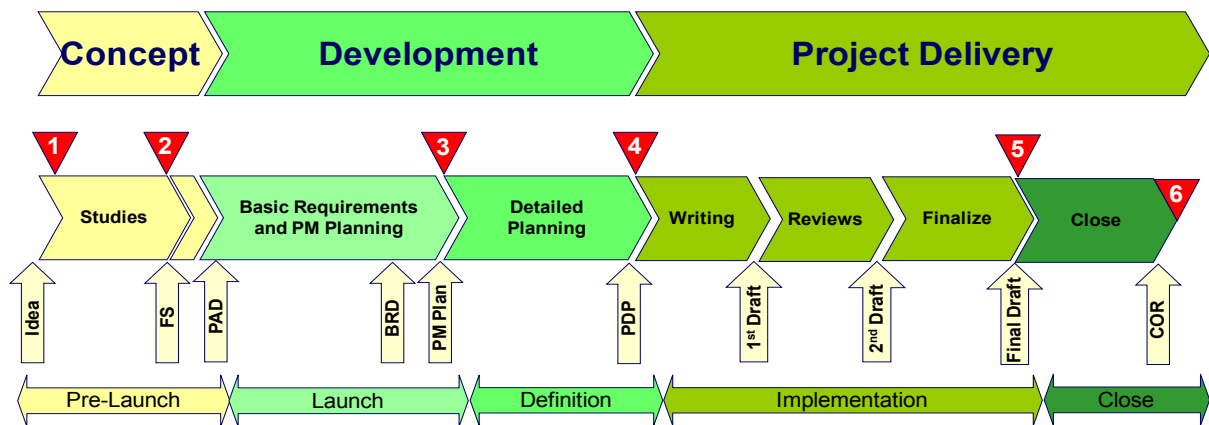 Concept Development Project Delivery
1 2 3 4 5 6
Studies
Basic Requirements
and PM Planning
Detailed
Planning
Writing
Reviews
Finalize
Close
Idea
FS
PAD
BRD
PM Plan
PDP
1st Draft
2nd Draft
Final Draft
COR
Pre-Launch Launch Definition Implementation Close